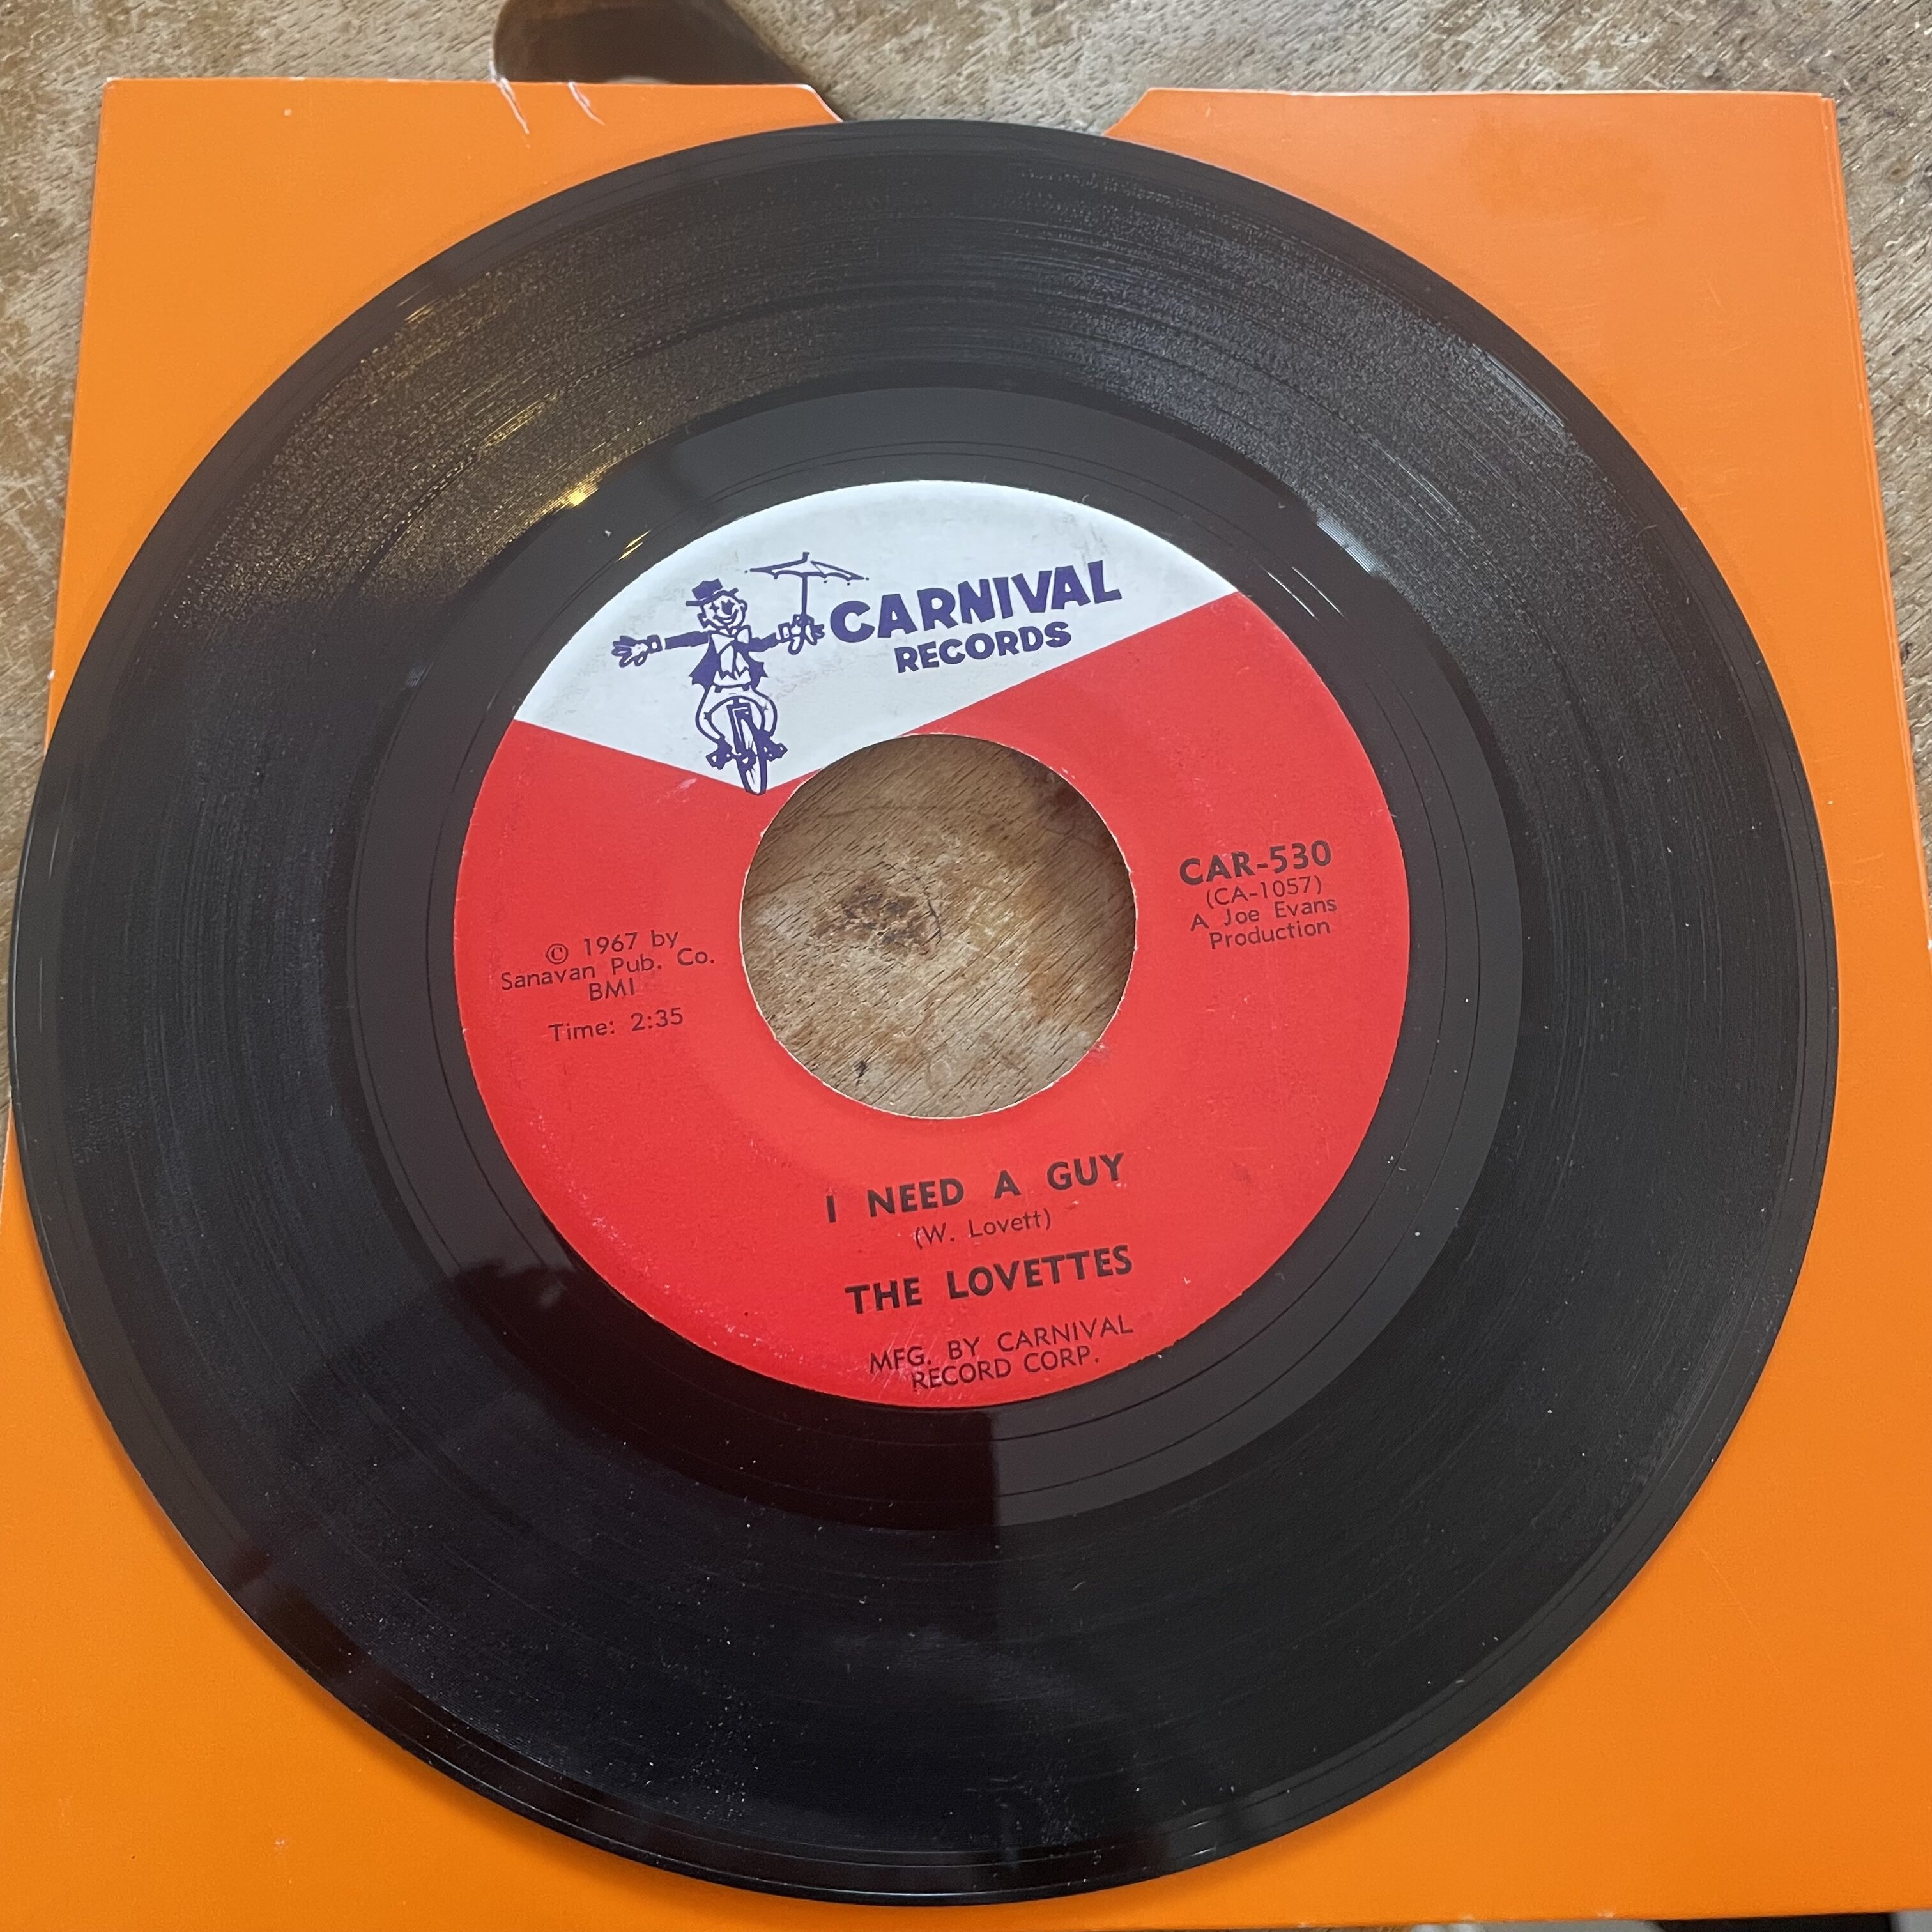 CARNIVAL
RECORDS
CAR-530
(CA-1057)
A Joe Evans
Production
© 1967 by
Sanavan Pub. Co.
BMI
Time: 2:35
I NEED A GUY
(W. Lovett)
THE LOVETTES
MFG. BY CARNIVAL
RECORD CORP.